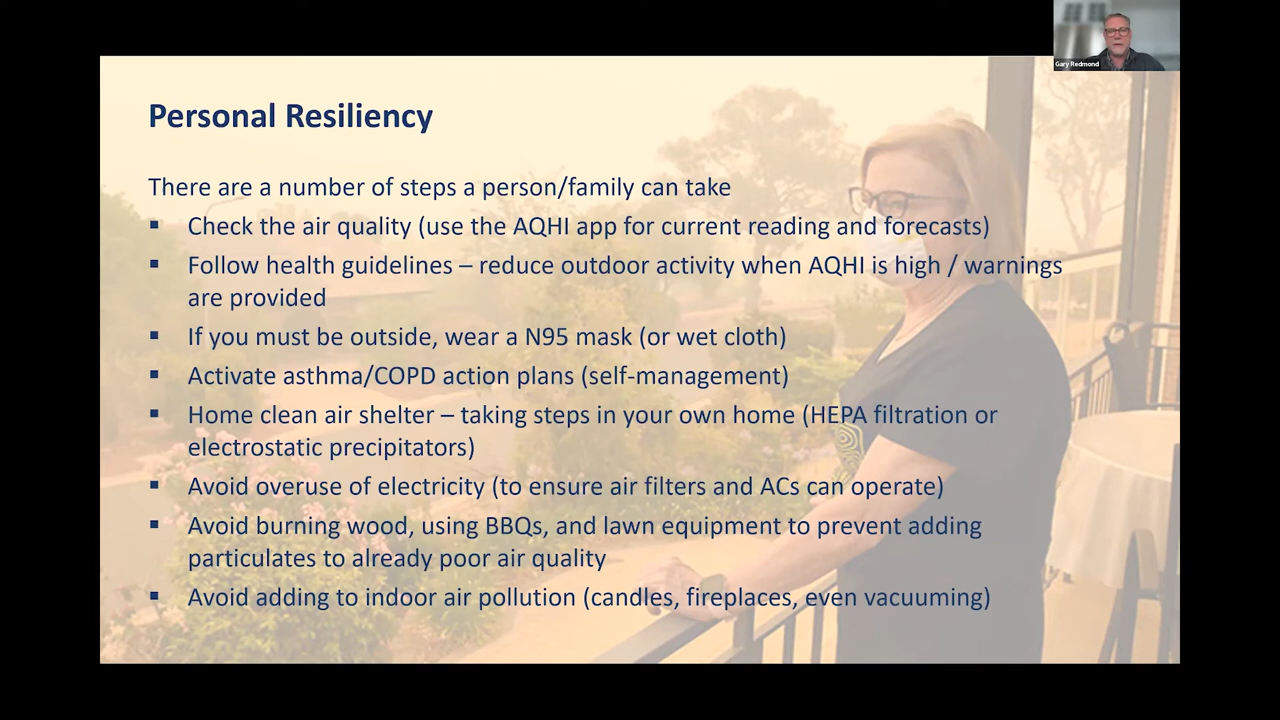 Gary Redmond
Personal Resiliency
There are a number of steps a person/family can take
▪ Check the air quality (use the AQHI app for current reading and forecasts)
▪ Follow health guidelines – reduce outdoor activity when AQHI is high / warnings
are provided
▪ If you must be outside, wear a N95 mask (or wet cloth)
▪ Activate asthma/COPD action plans (self-management)
▪ Home clean air shelter – taking steps in your own home (HEPA filtration or
electrostatic precipitators)
▪ Avoid overuse of electricity (to ensure air filters and ACs can operate)
▪ Avoid burning wood, using BBQs, and lawn equipment to prevent adding
particulates to already poor air quality
▪ Avoid adding to indoor air pollution (candles, fireplaces, even vacuuming)